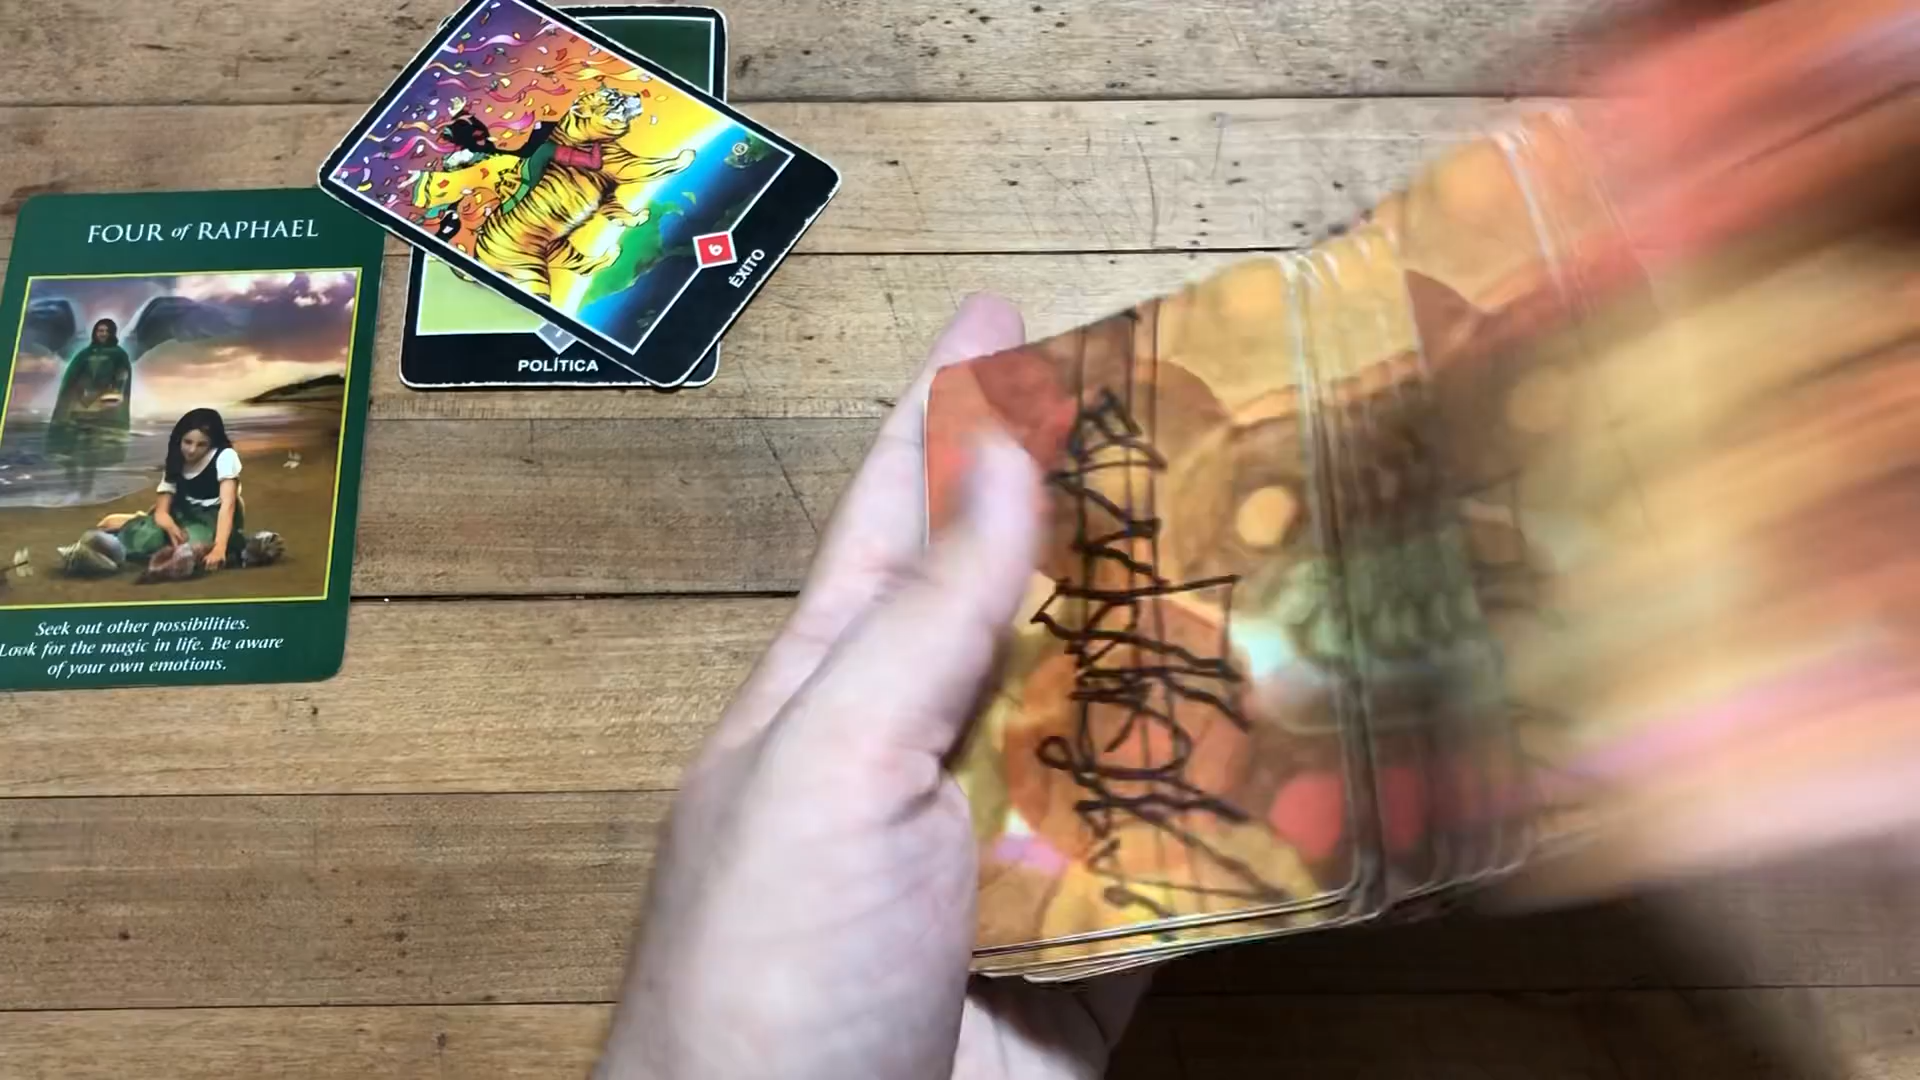 FOUR of RAPHAEL
Seek out other possibilities.
Look for the magic in life. Be aware
of your own emotions.
6
ÉXITO
POLÍTICA